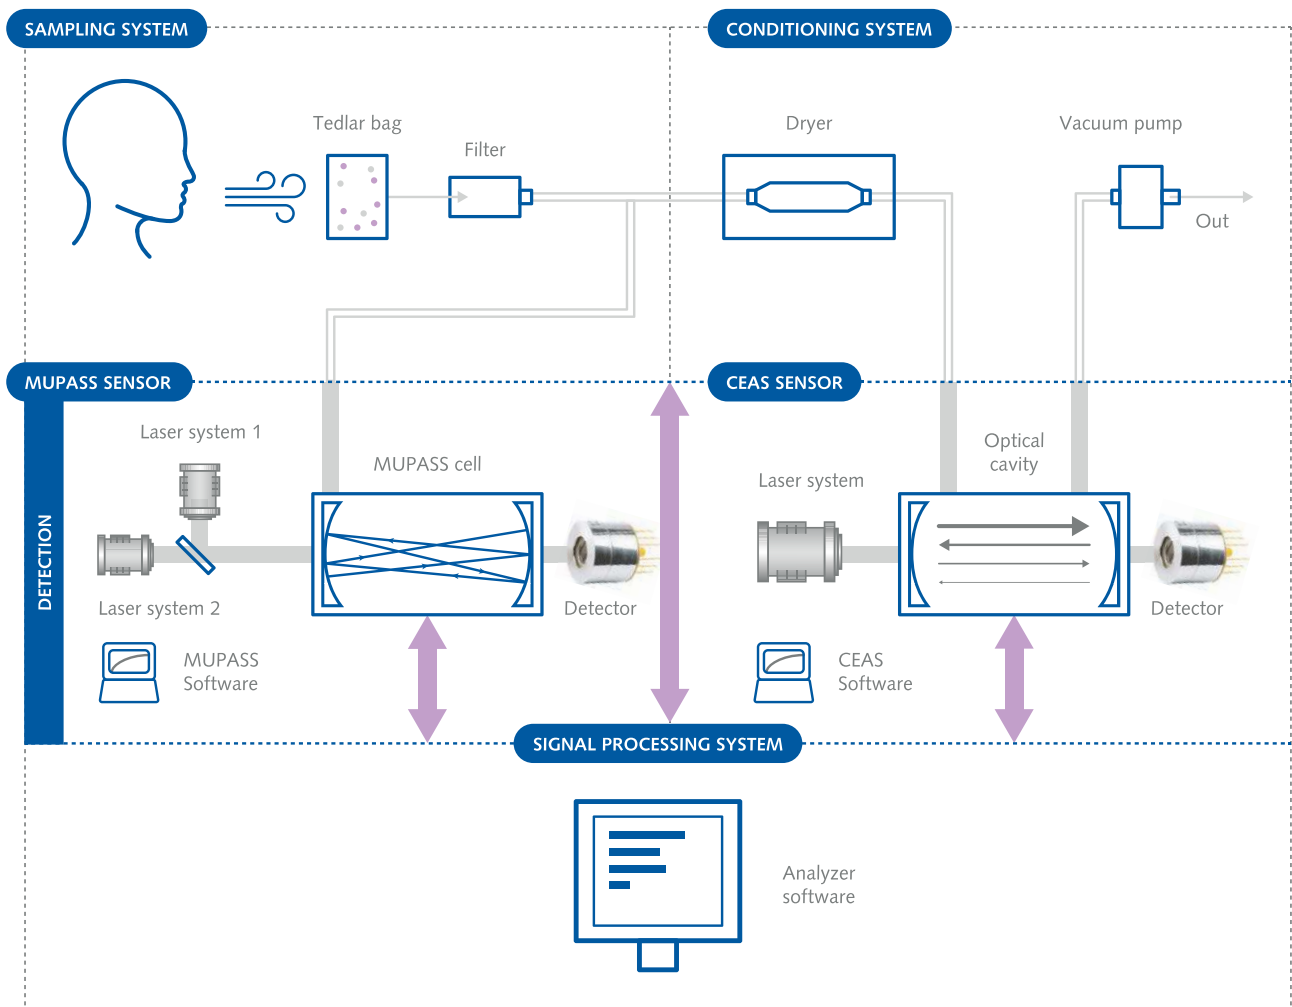 SAMPLING SYSTEM
CONDITIONING SYSTEM
Tedlar bag
Filter
Dryer
Vacuum pump
Out
MUPASS SENSOR
CEAS SENSOR
DETECTION
Laser system 1
MUPASS cell
Laser system 2
Detector
MUPASS
Software
Optical
cavity
Laser system
Detector
CEAS
Software
SIGNAL PROCESSING SYSTEM
Analyzer
software